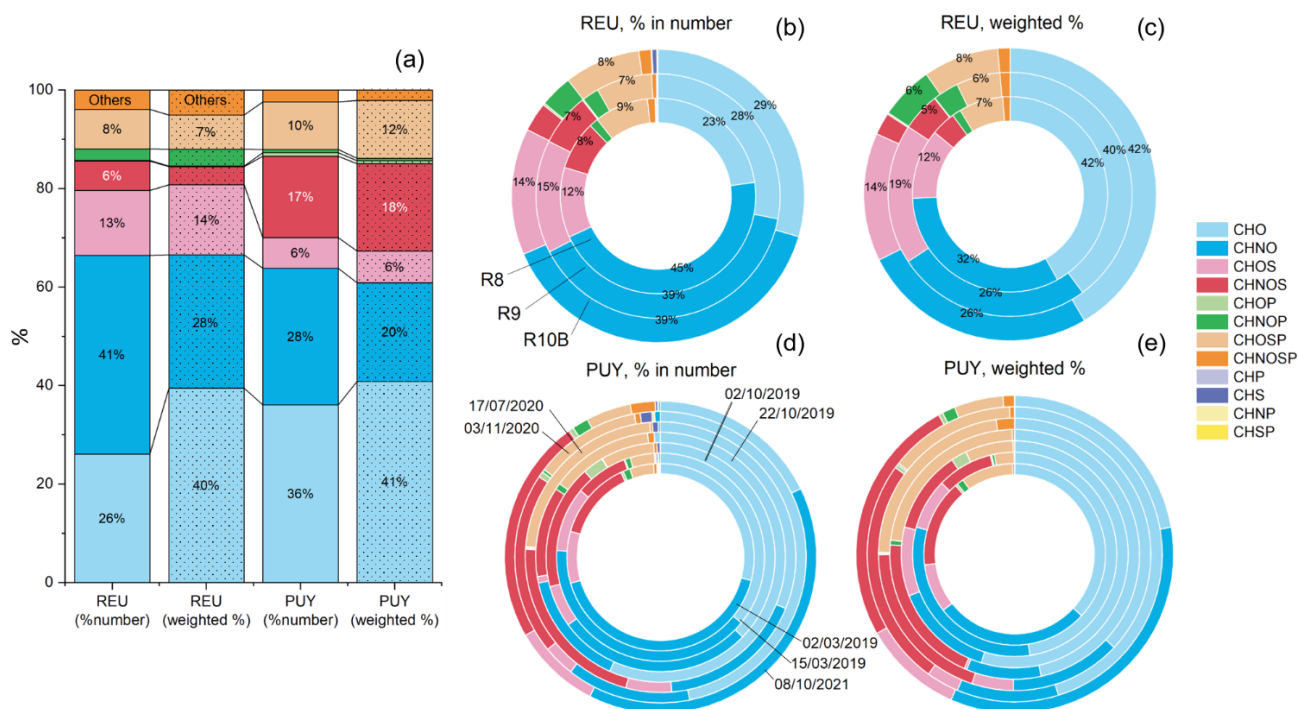 (a)
100
80
60
40
20
0
%
Others
8%
6%
13%
41%
26%
Others
7%
14%
28%
40%
10%
17%
6%
28%
36%
12%
18%
6%
20%
41%
REU
(%number)
REU
(weighted %)
PUY
(%number)
PUY
(weighted %)
REU, % in number
(b)
8%
7%
9%
7%
8%
14%
15%
12%
23%
28%
29%
45%
39%
39%
R8
R9
R10B
REU, weighted %
(c)
8%
6%
7%
6%
5%
14%
19%
12%
42%
40%
42%
32%
26%
26%
PUY, % in number
(d)
17/07/2020
03/11/2020
02/10/2019
22/10/2019
02/03/2019
15/03/2019
08/10/2021
PUY, weighted %
(e)
CHO
CHNO
CHOS
CHNOS
CHOP
CHNOP
CHOSP
CHNOSP
CHP
CHS
CHNP
CHSP